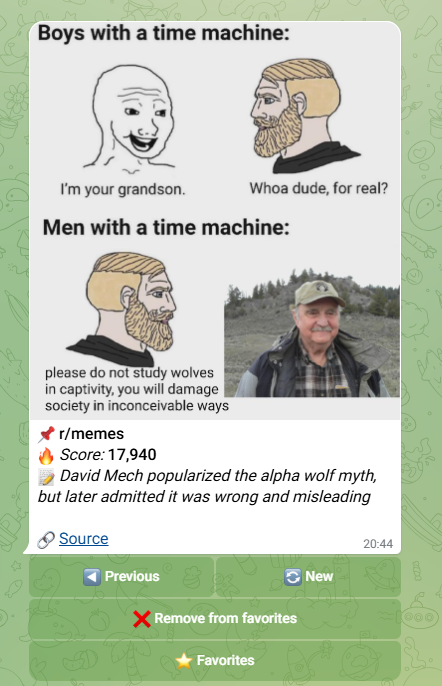 Boys with a time machine:
I'm your grandson.
Whoa dude, for real?
Men with a time machine:
please do not study wolves
in captivity, you will damage
society in inconceivable ways
📌 r/memes
🔥 Score: 17,940
📝 David Mech popularized the alpha wolf myth,
but later admitted it was wrong and misleading
🔗 Source
20:44
◀️ Previous
🔄 New
❌ Remove from favorites
⭐ Favorites